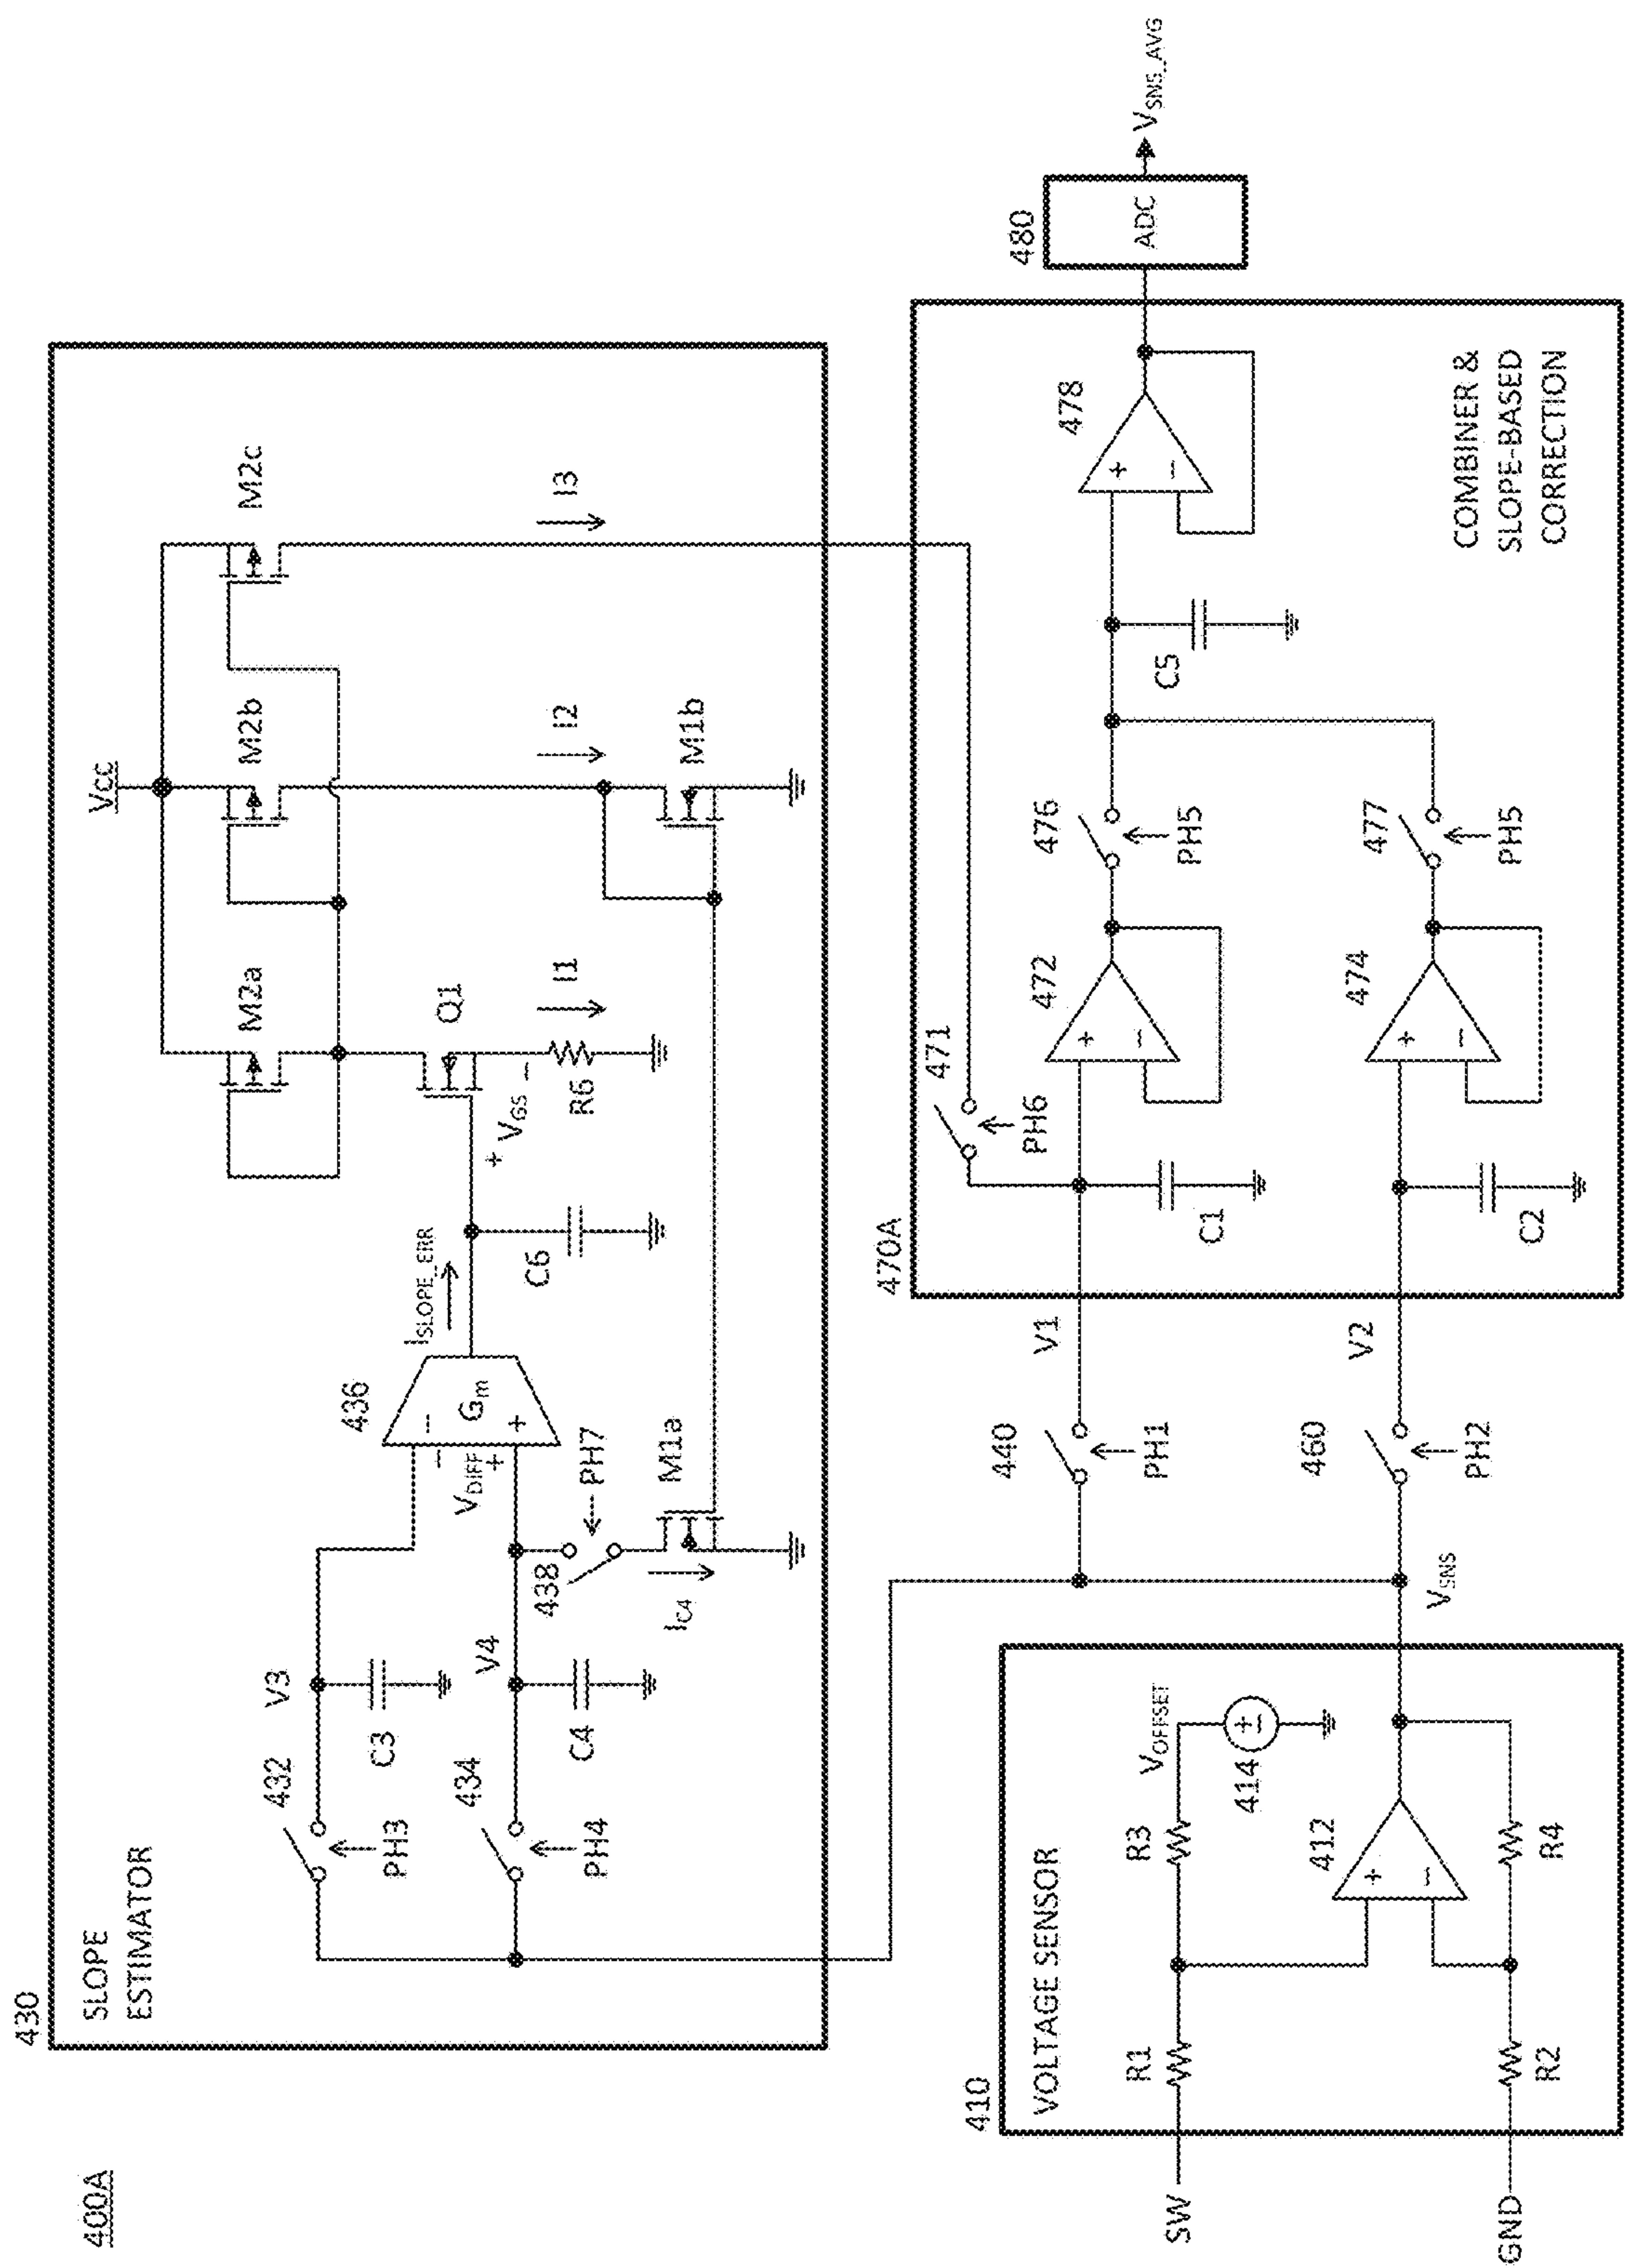 400A
430
SLOPE
ESTIMATOR
432
PH3
V3
C3
434
PH4
V4
C4
438
PH7
IC4
M1a
436
VDIFF
−
+
−
+
Gm
ISLOPE_ERR
C6
+ VGS −
Q1
R6
I1
M2a
Vcc
M2b
M2c
I2
M1b
I3
410
VOLTAGE SENSOR
SW
GND
R1
R2
R3
R4
VOFFSET
414
+
−
412
+
−
VSNS
440
PH1
V1
460
PH2
V2
470A
471
PH6
C1
C2
472
+
−
474
+
−
476
PH5
477
PH5
C5
478
+
−
COMBINER &
SLOPE-BASED
CORRECTION
480
ADC
VSNS_AVG